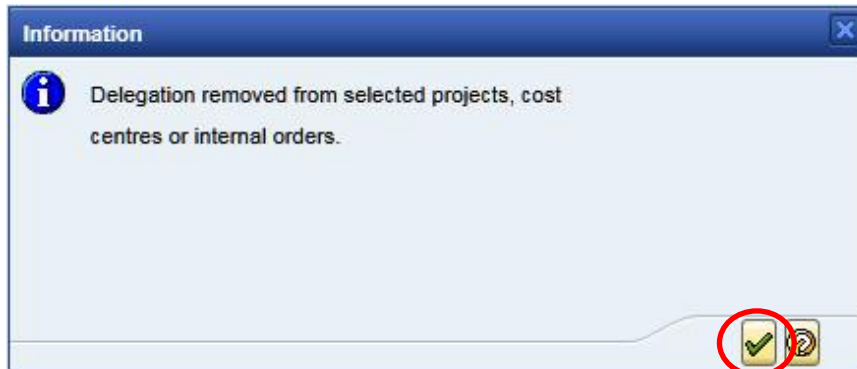 Information
Delegation removed from selected projects, cost
centres or internal orders.